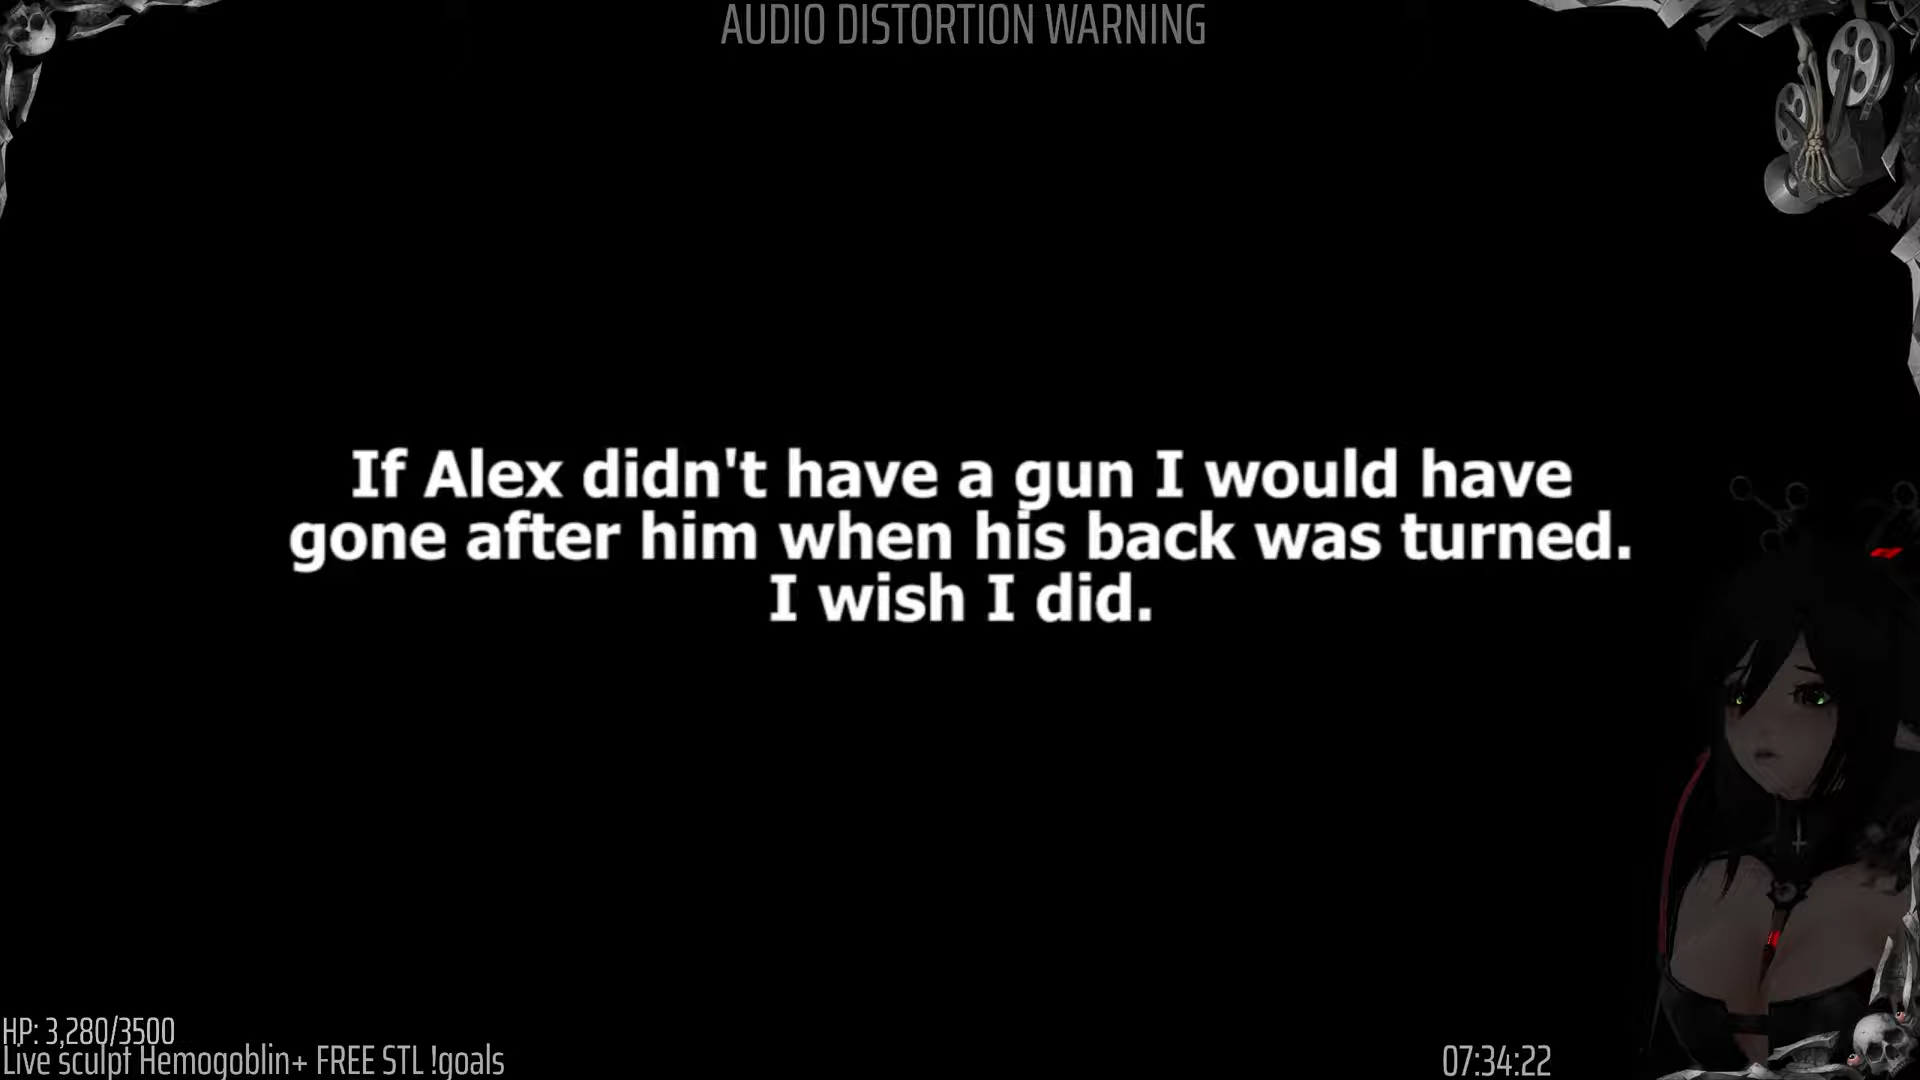 AUDIO DISTORTION WARNING
If Alex didn't have a gun I would have
gone after him when his back was turned.
I wish I did.
HP: 3,280/3500
Live sculpt Hemogoblin+ FREE STL !goals
07:34:22